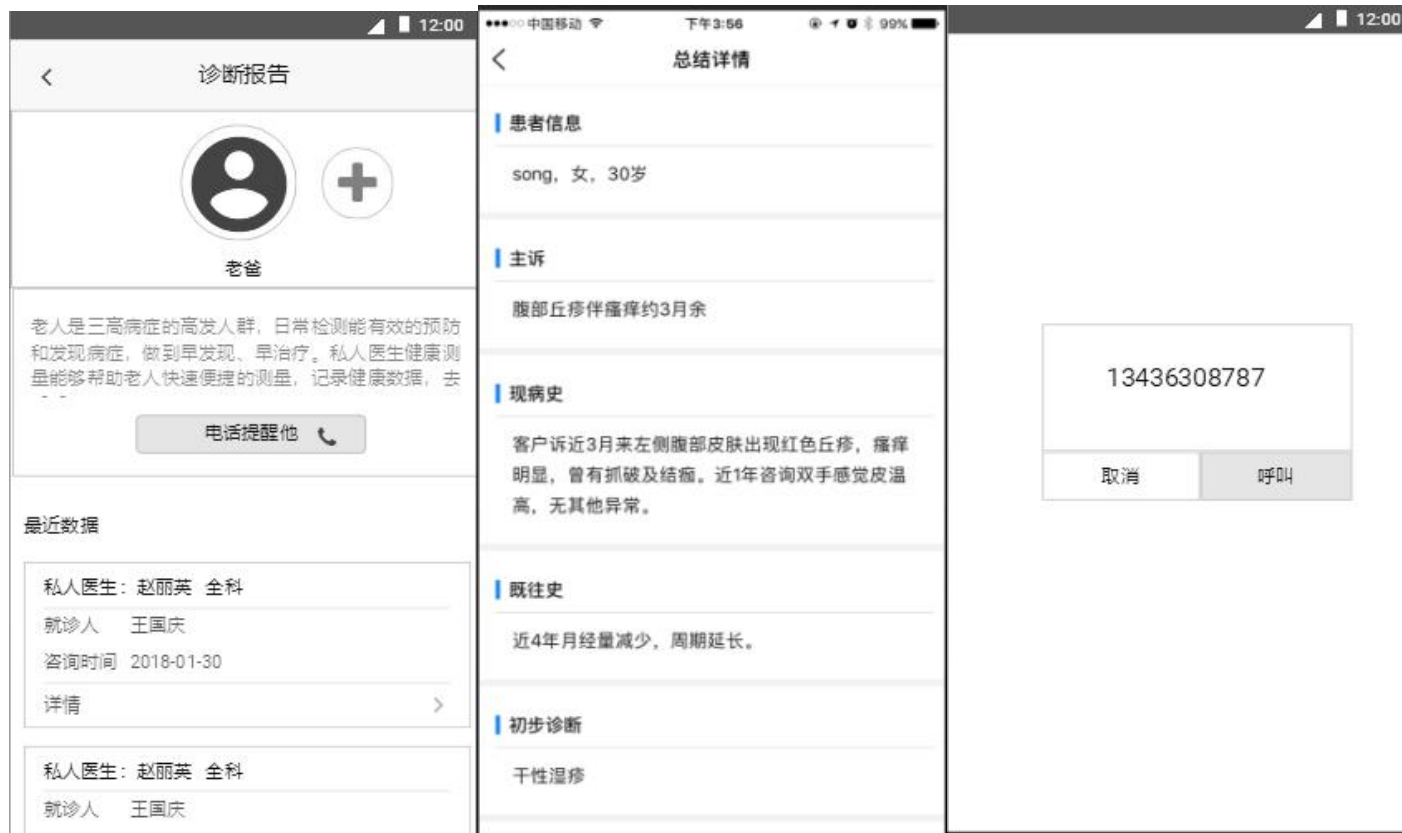 12:00
诊断报告
老爸
老人是三高病症的高发人群，日常检测能有效的预防
和发现病症，做到早发现、早治疗。私人医生健康测
量能够帮助老人快速便捷的测量，记录健康数据，去
电话提醒他
最近数据
私人医生：赵丽英 全科
就诊人 王国庆
咨询时间 2018-01-30
详情
私人医生：赵丽英 全科
就诊人 王国庆
中国移动 下午3:56 99%
总结详情
患者信息
song，女，30岁
主诉
腹部丘疹伴瘙痒约3月余
现病史
客户诉近3月来左侧腹部皮肤出现红色丘疹，瘙痒
明显，曾有抓破及结痂。近1年咨询双手感觉皮温
高，无其他异常。
既往史
近4年月经量减少，周期延长。
初步诊断
干性湿疹
12:00
13436308787
取消 呼叫